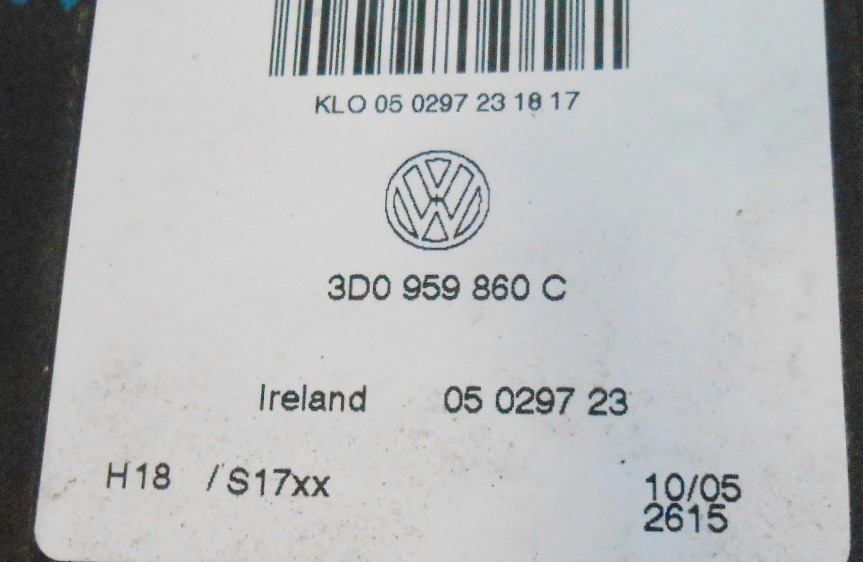 KLO 05 0297 23 18 17
3D0 959 860 C
Ireland 05 0297 23
H18 / S17xx 10/05
2615